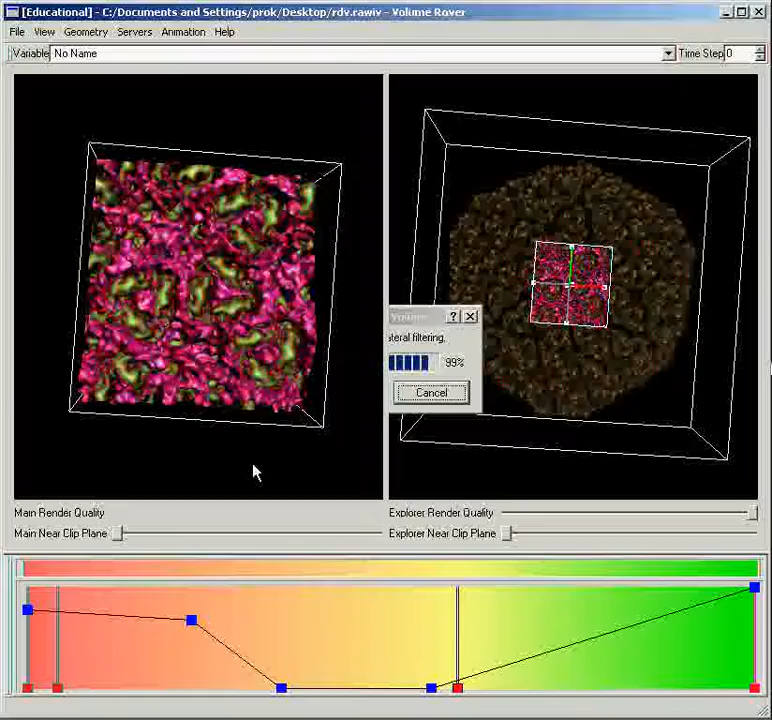 [Educational] - C:/Documents and Settings/prok/Desktop/rdv.rawiv - Volume Rover
File View Geometry Servers Animation Help
Variable No Name Time Step 0
Volume
ateral filtering.
99%
Cancel
Main Render Quality
Explorer Render Quality
Main Near Clip Plane
Explorer Near Clip Plane